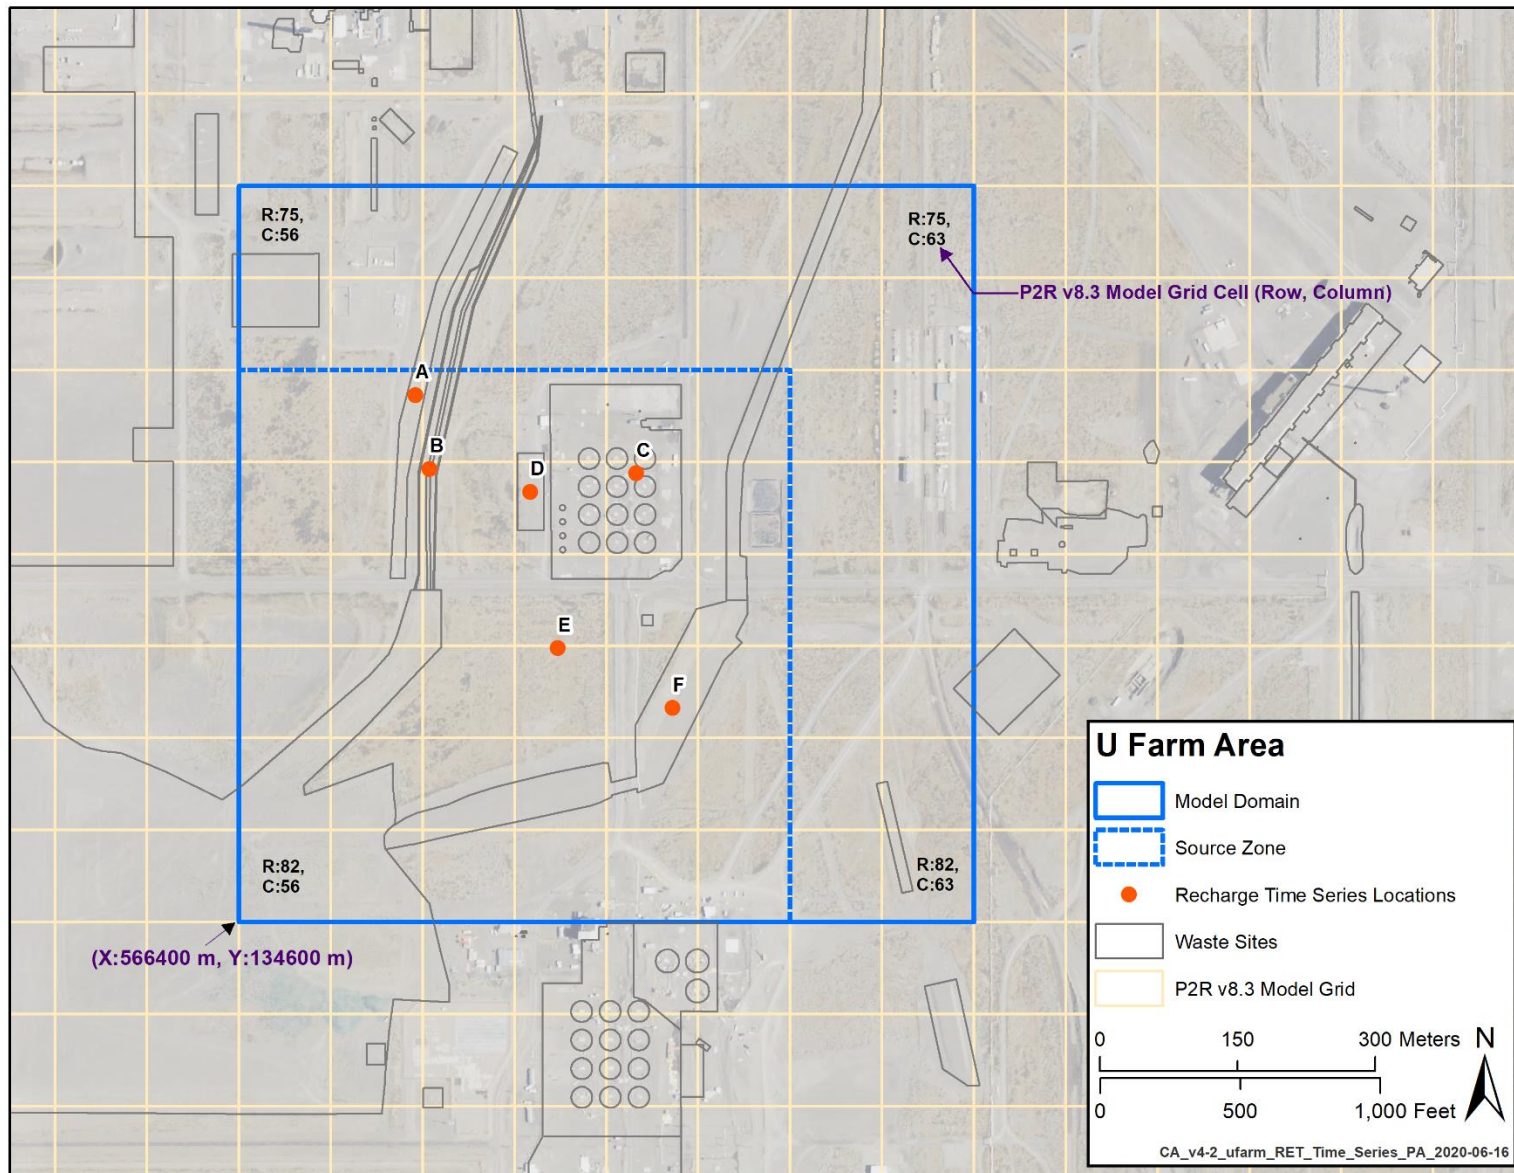 R:75,
C:56
R:75,
C:63
P2R v8.3 Model Grid Cell (Row, Column)
A
B
C
D
E
F
R:82,
C:56
R:82,
C:63
(X:566400 m, Y:134600 m)
U Farm Area
Model Domain
Source Zone
Recharge Time Series Locations
Waste Sites
P2R v8.3 Model Grid
0 150 300 Meters
N
0 500 1,000 Feet
CA_v4-2_ufarm_RET_Time_Series_PA_2020-06-16